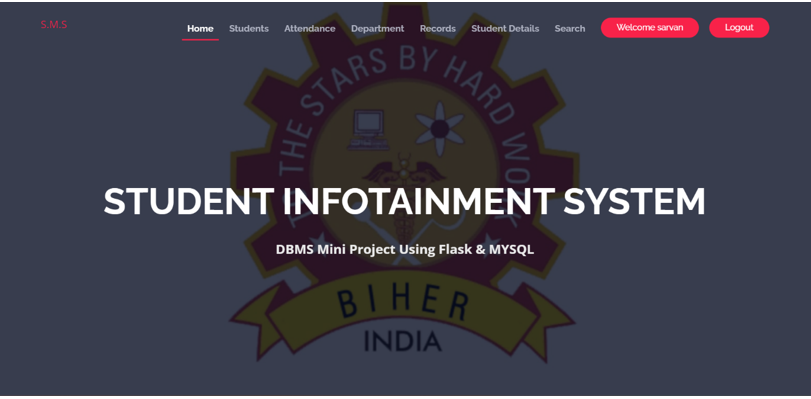 S.M.S
Home Students Attendance Department Records Student Details Search Welcome sarvan Logout
THE STARS BY HARD WORK
STUDENT INFOTAINMENT SYSTEM
DBMS Mini Project Using Flask & MYSQL
BIHER
INDIA